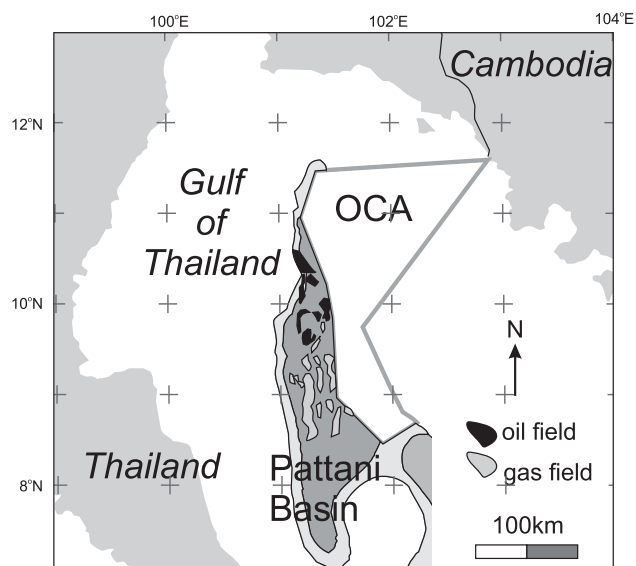 100°E
102°E
104°E
Cambodia
12°N
Gulf
of
Thailand
OCA
10°N
N
oil field
Thailand
Pattani
Basin
gas field
8°N
100km